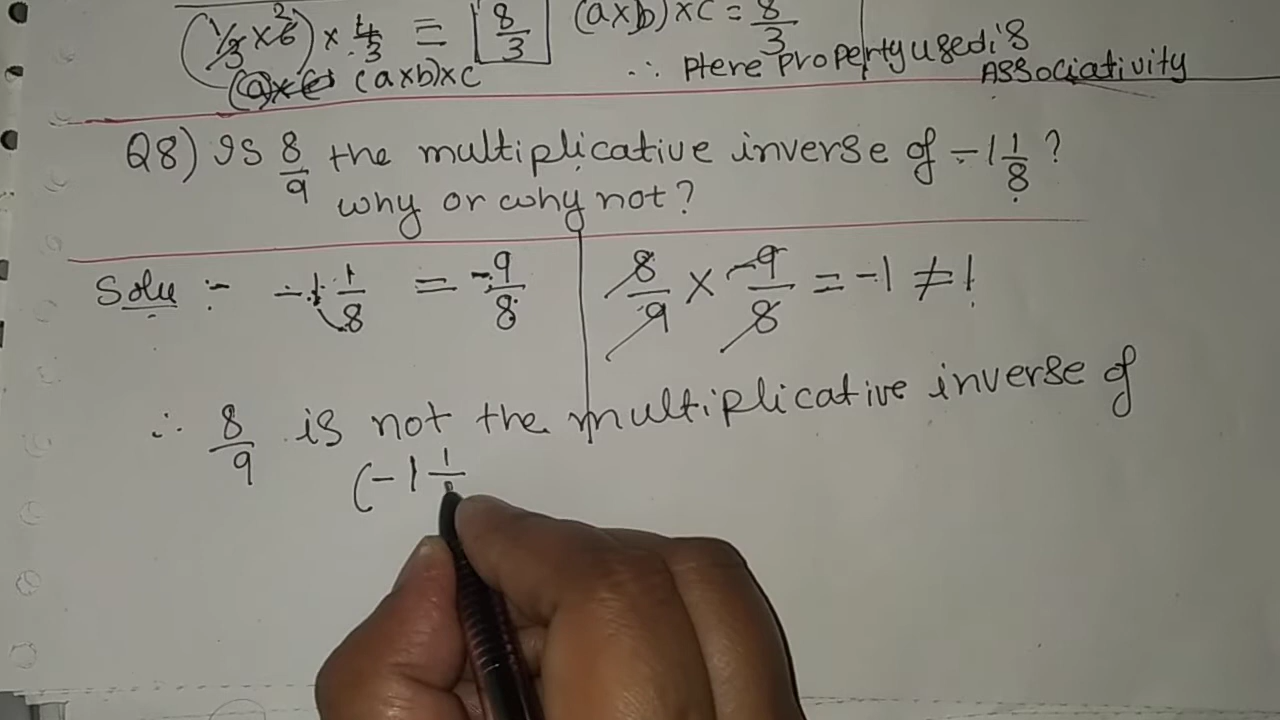 (1/3 × 6 2) × 4/3 = 8/3 (a×b)×c = 8/3
(a×b)×c ∴ Here property used is
ASSOCiativity
Q8) Is 8/9 the multiplicative inverse of -1 1/8 ?
why or why not?
Solu :- -1 1/8 = -9/8 8/9 × -9/8 = -1 ≠ 1
∴ 8/9 is not the multiplicative inverse of
(-1 1/8